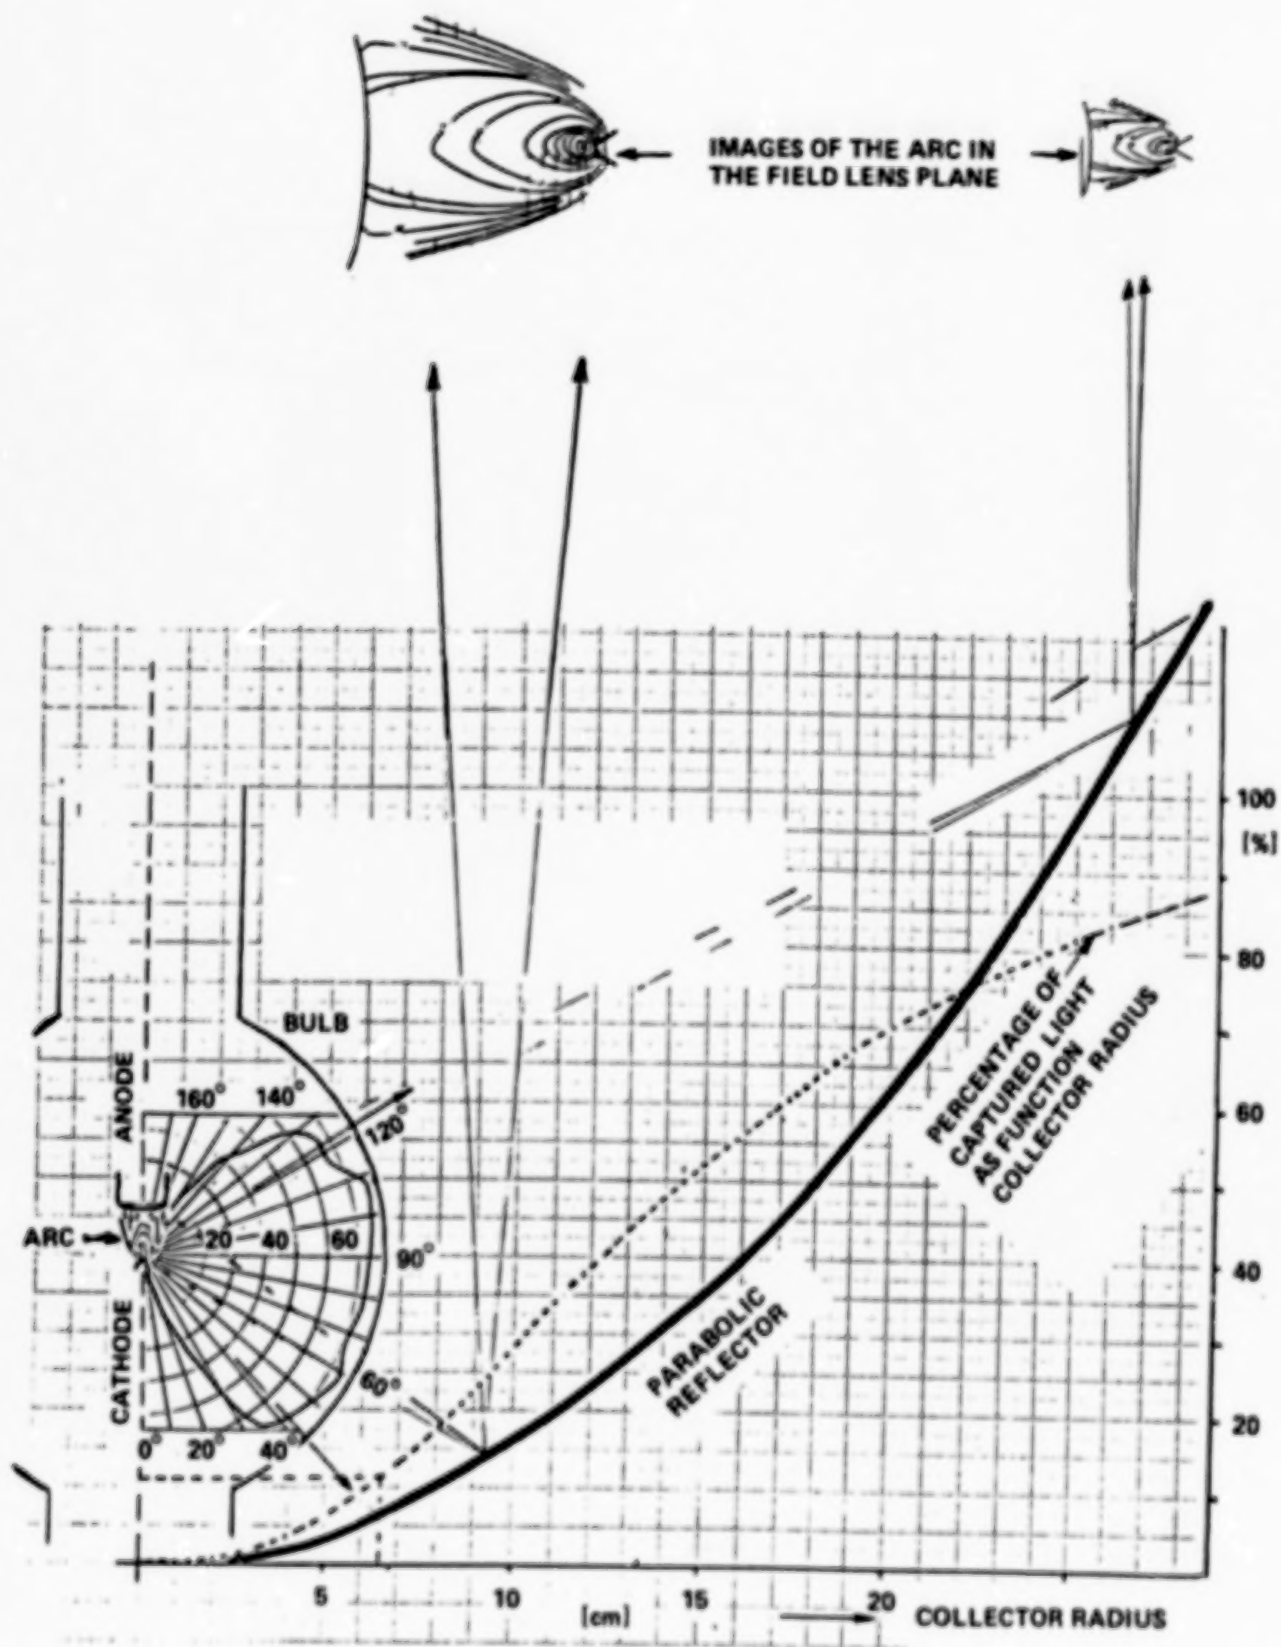 IMAGES OF THE ARC IN
THE FIELD LENS PLANE
100
[%]
80
60
40
20
BULB
ANODE
160° 140°
120°
ARC
20 40 60
90°
CATHODE
60°
0° 20° 40°
PERCENTAGE OF
CAPTURED LIGHT
AS FUNCTION
COLLECTOR RADIUS
PARABOLIC
REFLECTOR
5 10 15 20
[cm] COLLECTOR RADIUS